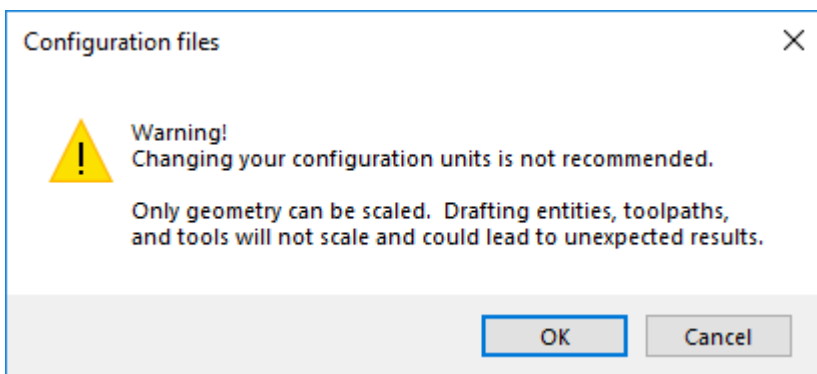 Configuration files
Warning!
Changing your configuration units is not recommended.
Only geometry can be scaled.  Drafting entities, toolpaths,
and tools will not scale and could lead to unexpected results.
OK
Cancel